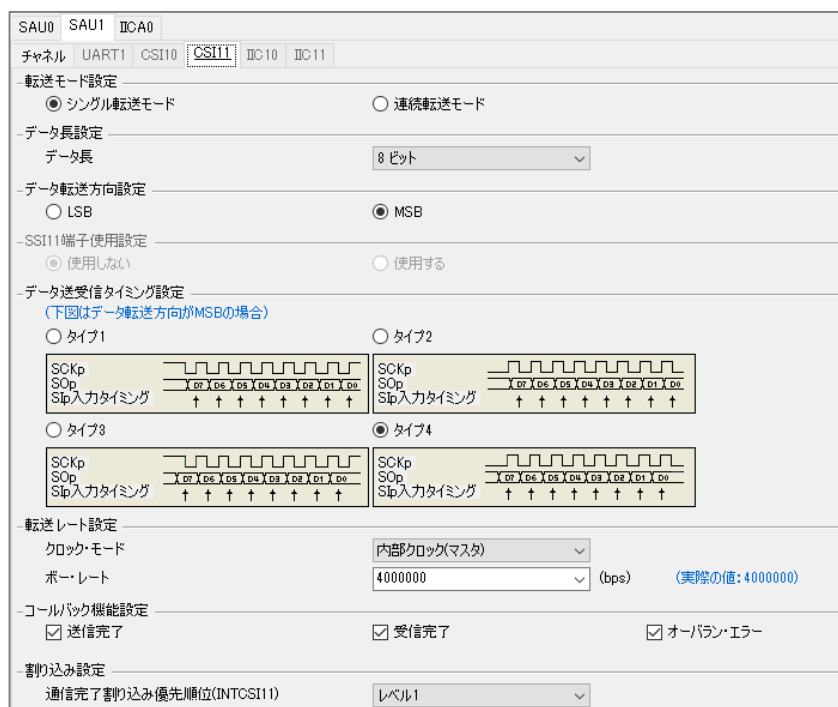 SAU0 SAU1 IICA0
チャネル UART1 CSI10 CSI11 IIC10 IIC11
転送モード設定
シングル転送モード 連続転送モード
データ長設定
データ長 8 ビット
データ転送方向設定
LSB MSB
SSI11端子使用設定
使用しない 使用する
データ送受信タイミング設定
(下図はデータ転送方向がMSBの場合)
タイプ1 タイプ2
SCKp
SOp D7 D6 D5 D4 D3 D2 D1 D0
SIp入力タイミング
SCKp
SOp D7 D6 D5 D4 D3 D2 D1 D0
SIp入力タイミング
タイプ3 タイプ4
SCKp
SOp D7 D6 D5 D4 D3 D2 D1 D0
SIp入力タイミング
SCKp
SOp D7 D6 D5 D4 D3 D2 D1 D0
SIp入力タイミング
転送レート設定
クロック・モード 内部クロック(マスタ)
ボー・レート 4000000 (bps) (実際の値:4000000)
コールバック機能設定
送信完了 受信完了 オーバラン・エラー
割り込み設定
通信完了割り込み優先順位(INTCSI11) レベル1